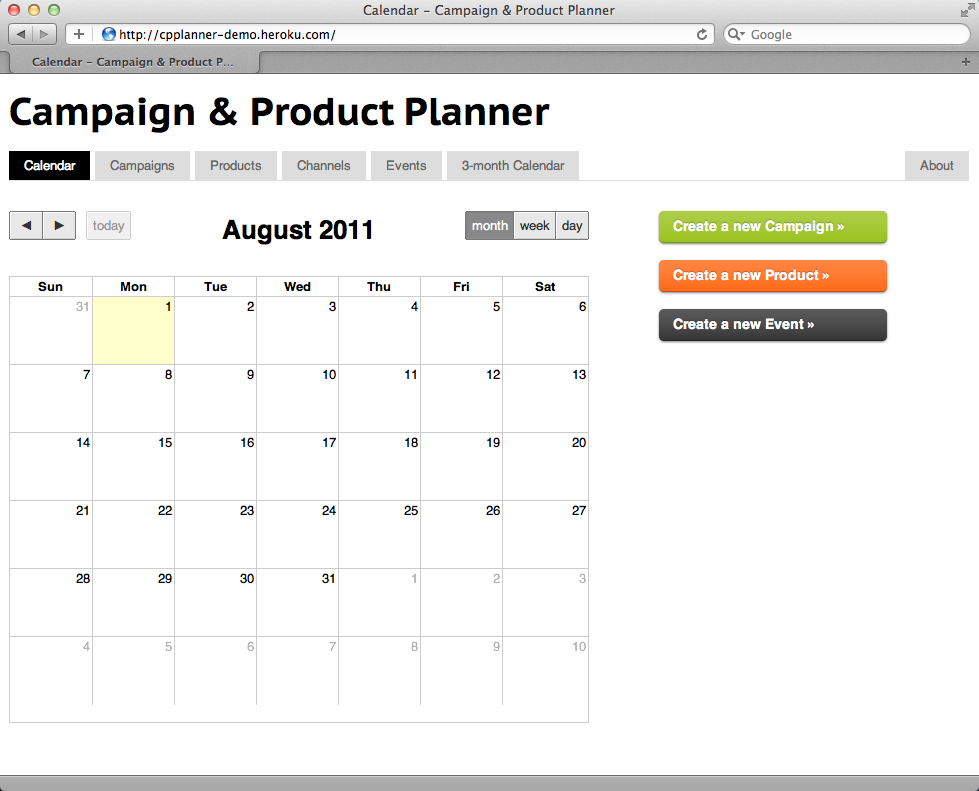 Calendar – Campaign & Product Planner
http://cpplanner-demo.heroku.com/
Google
Calendar – Campaign & Product P...
Campaign & Product Planner
Calendar Campaigns Products Channels Events 3-month Calendar About
today August 2011 month week day
Create a new Campaign »
Create a new Product »
Create a new Event »
Sun Mon Tue Wed Thu Fri Sat
31 1 2 3 4 5 6
7 8 9 10 11 12 13
14 15 16 17 18 19 20
21 22 23 24 25 26 27
28 29 30 31 1 2 3
4 5 6 7 8 9 10